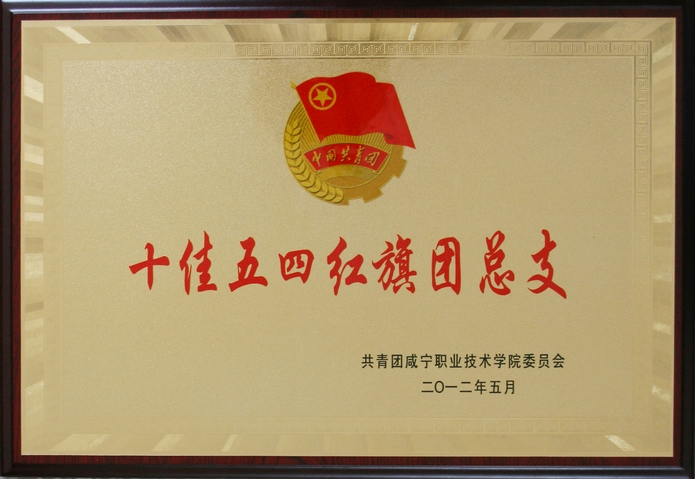 中国共青团
十佳五四红旗团总支
共青团咸宁职业技术学院委员会
二〇一二年五月